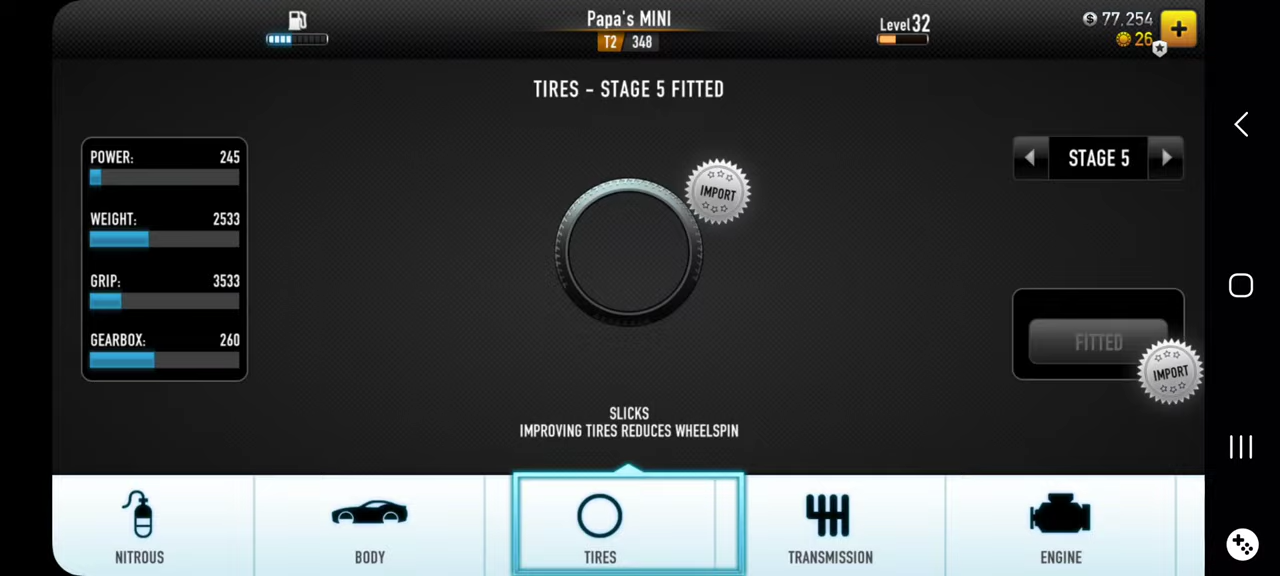 Papa's MINI
T2 348
Level 32
77,254
26
TIRES - STAGE 5 FITTED
POWER: 245
WEIGHT: 2533
GRIP: 3533
GEARBOX: 260
IMPORT
STAGE 5
FITTED
IMPORT
SLICKS
IMPROVING TIRES REDUCES WHEELSPIN
NITROUS
BODY
TIRES
TRANSMISSION
ENGINE